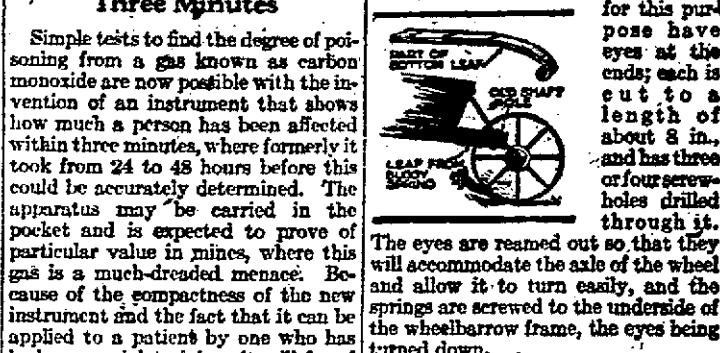 Three Minutes
Simple tests to find the degree of poi-
soning from a gas known as carbon
monoxide are now possible with the in-
vention of an instrument that shows
how much a person has been affected
within three minutes, where formerly it
took from 24 to 48 hours before this
could be accurately determined. The
apparatus may be carried in the
pocket and is expected to prove of
particular value in mines, where this
gas is a much-dreaded menace. Be-
cause of the compactness of the new
instrument and the fact that it can be
applied to a patient by one who has
PART OF
BOTTOM LEAF
OLD SHAFT
HOLE
LEAF FROM
BUGGY
SPRING
for this pur-
pose have
eyes at the
ends; each is
cut to a
length of
about 8 in.,
and has three
or four screw-
holes drilled
through it.
The eyes are reamed out so that they
will accommodate the axle of the wheel
and allow it to turn easily, and the
springs are screwed to the underside of
the wheelbarrow frame, the eyes being
turned down.